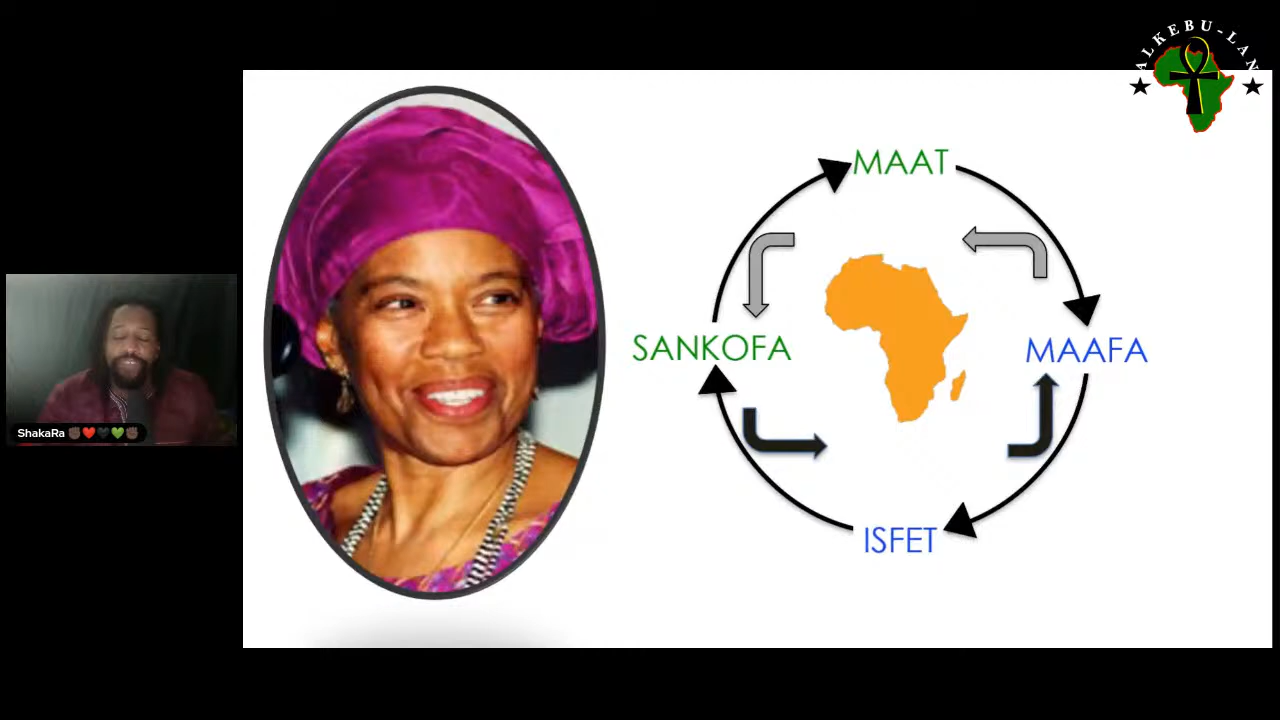 ALKEBU-LAN
MAAT
SANKOFA
MAAFA
ShakaRa ✊🏿❤️🖤💚✊🏿
ISFET